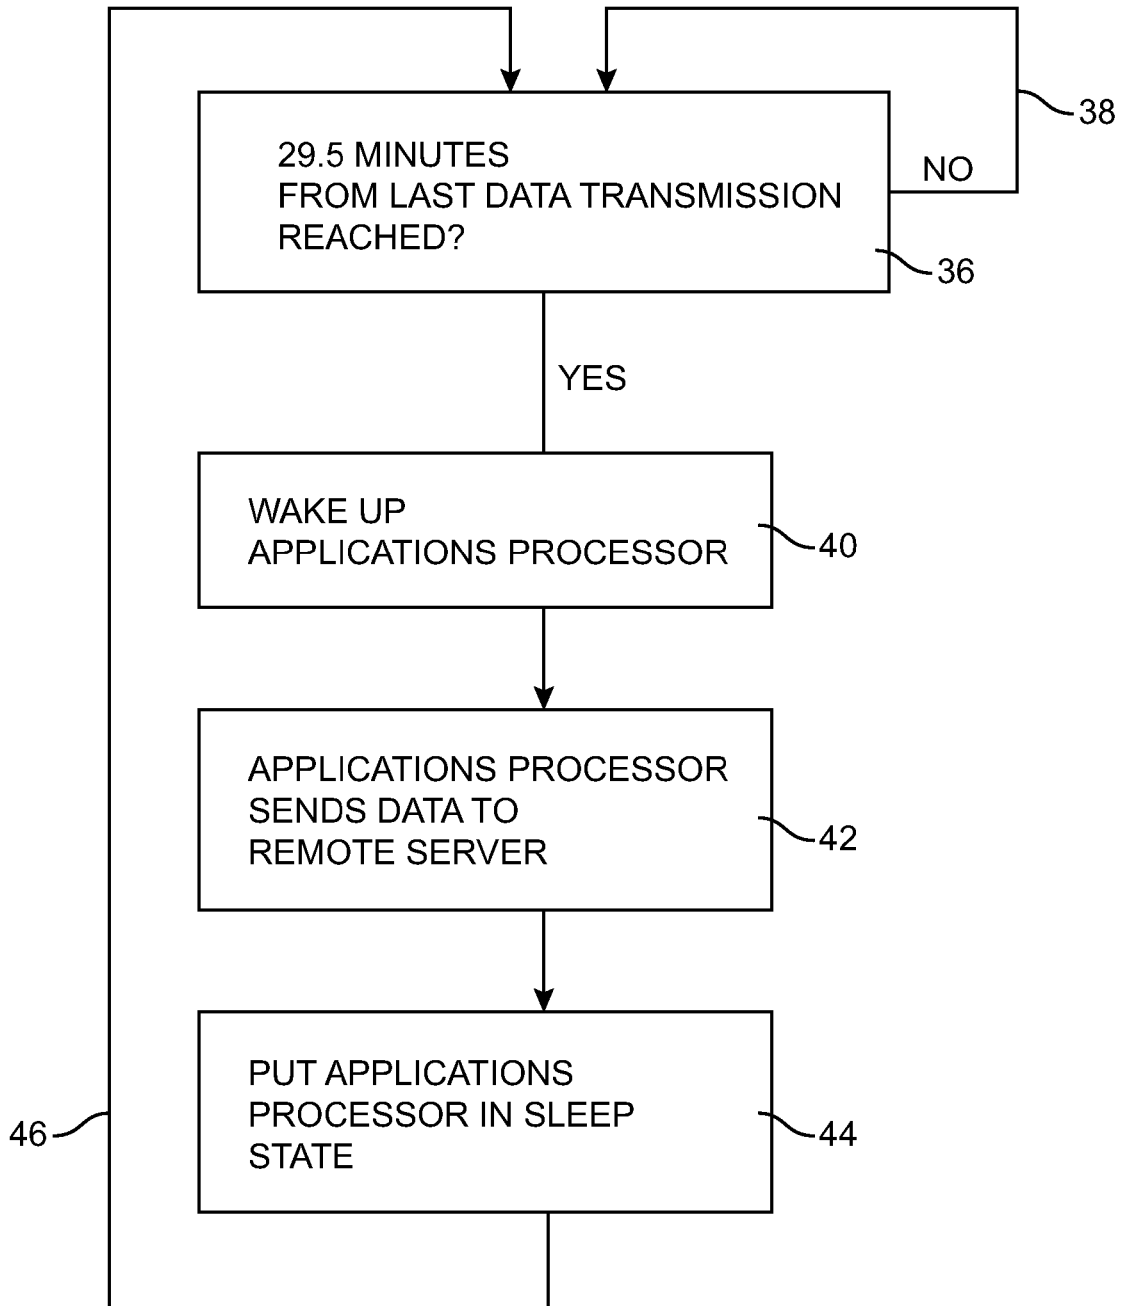 29.5 MINUTES
FROM LAST DATA TRANSMISSION
REACHED?
NO
38
36
YES
WAKE UP
APPLICATIONS PROCESSOR
40
APPLICATIONS PROCESSOR
SENDS DATA TO
REMOTE SERVER
42
PUT APPLICATIONS
PROCESSOR IN SLEEP
STATE
44
46